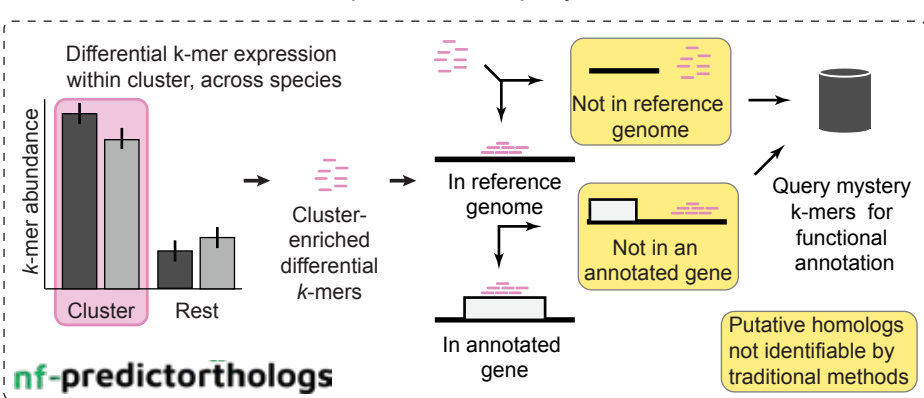 Differential k-mer expression
within cluster, across species
k-mer abundance
Cluster
Rest
Cluster-
enriched
differential
k-mers
In reference
genome
In annotated
gene
Not in reference
genome
Not in an
annotated gene
Query mystery
k-mers for
functional
annotation
Putative homologs
not identifiable by
traditional methods
nf-predictorthologs